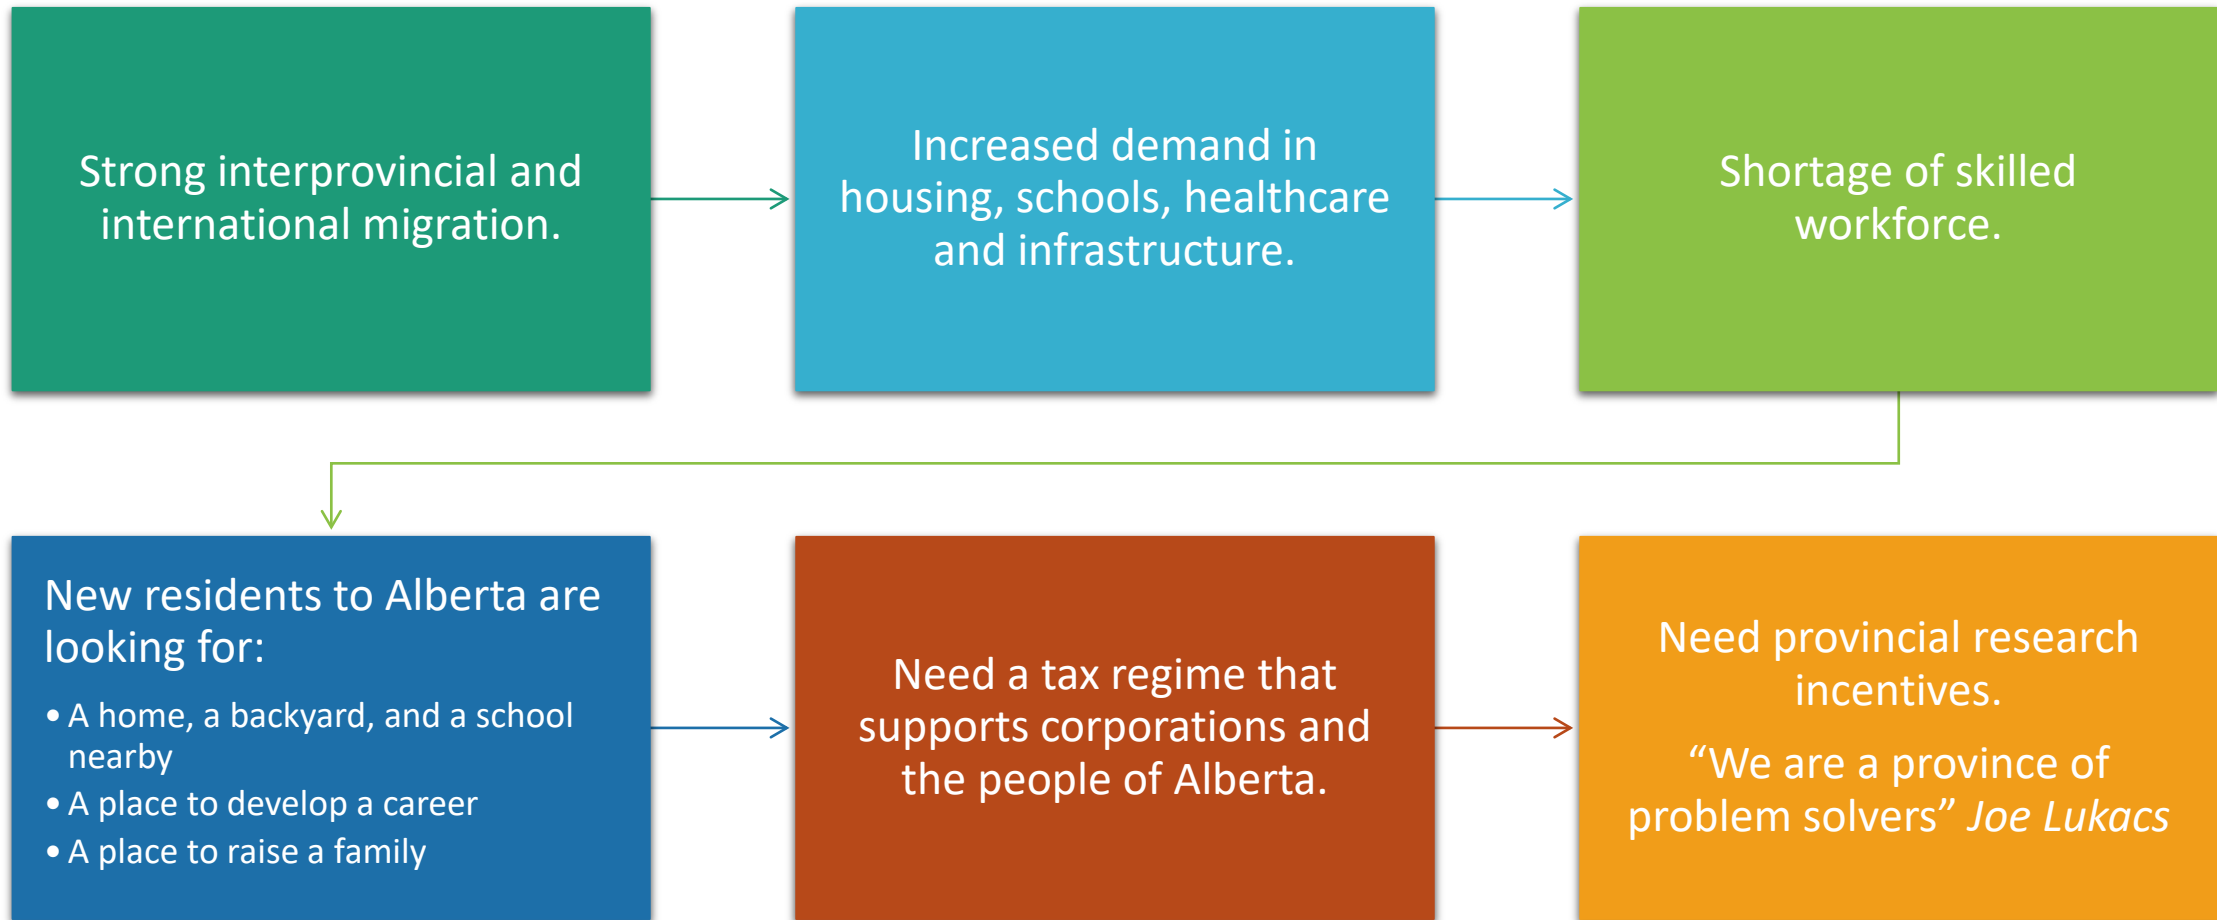 Strong interprovincial and
international migration.
Increased demand in
housing, schools, healthcare
and infrastructure.
Shortage of skilled
workforce.
New residents to Alberta are
looking for:
• A home, a backyard, and a school
nearby
• A place to develop a career
• A place to raise a family
Need a tax regime that
supports corporations and
the people of Alberta.
Need provincial research
incentives.
“We are a province of
problem solvers” Joe Lukacs